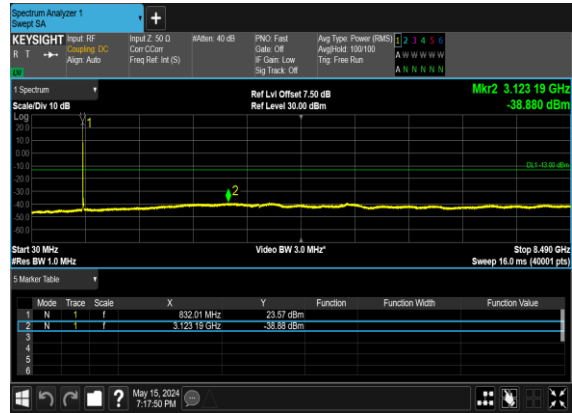 Spectrum Analyzer 1
Swept SA
KEYSIGHT
R T
Input: RF
Coupling: DC
Align: Auto
Input Z: 50 Ω
Corr CCorr
Freq Ref: Int (S)
#Atten: 40 dB
PNO: Fast
Gate: Off
IF Gain: Low
Sig Track: Off
Avg Type: Power (RMS)
Avg|Hold: 100/100
Trig: Free Run
1 2 3 4 5 6
A W W W W W
A N N N N N
1 Spectrum
Scale/Div 10 dB
Ref Lvl Offset 7.50 dB
Ref Level 30.00 dBm
Mkr2 3.123 19 GHz
-38.880 dBm
Log
20.0
10.0
0.00
-10.0
-20.0
-30.0
-40.0
-50.0
-60.0
1
2
DL1 -13.00 dBm
Start 30 MHz
#Res BW 1.0 MHz
Video BW 3.0 MHz*
Stop 8.490 GHz
Sweep 16.0 ms (40001 pts)
5 Marker Table
Mode Trace Scale X Y Function Function Width Function Value
1 N 1 f 832.01 MHz 23.57 dBm
2 N 1 f 3.123 19 GHz -38.88 dBm
3
4
5
6
?
May 15, 2024
7:17:50 PM